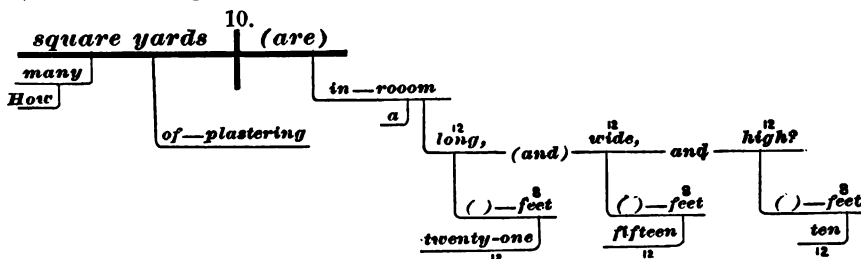 10.
square yards (are)
many
How
in—rooom
a
of—plastering
12 12 12
long, (and) wide, and high?
8 8 8
( )—feet ( )—feet ( )—feet
twenty-one fifteen ten
12 12 12